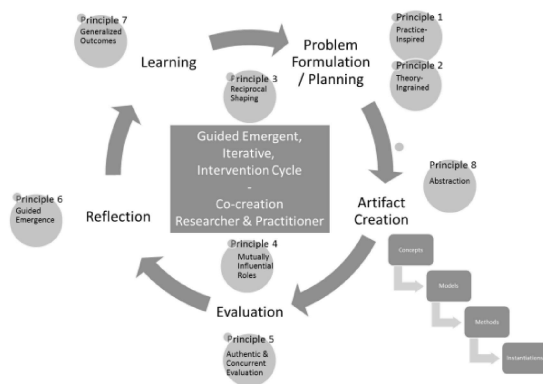 Principle 7
Generalized
Outcomes
Learning
Problem
Formulation
/ Planning
Principle 1
Practice-
Inspired
Principle 2
Theory-
Ingrained
Principle 3
Reciprocal
Shaping
Guided Emergent,
Iterative,
Intervention Cycle
-
Co-creation
Researcher & Practitioner
Principle 8
Abstraction
Principle 6
Guided
Emergence
Reflection
Artifact
Creation
Principle 4
Mutually
Influential
Roles
Evaluation
Principle 5
Authentic &
Concurrent
Evaluation
Concepts
Models
Methods
Instantiations